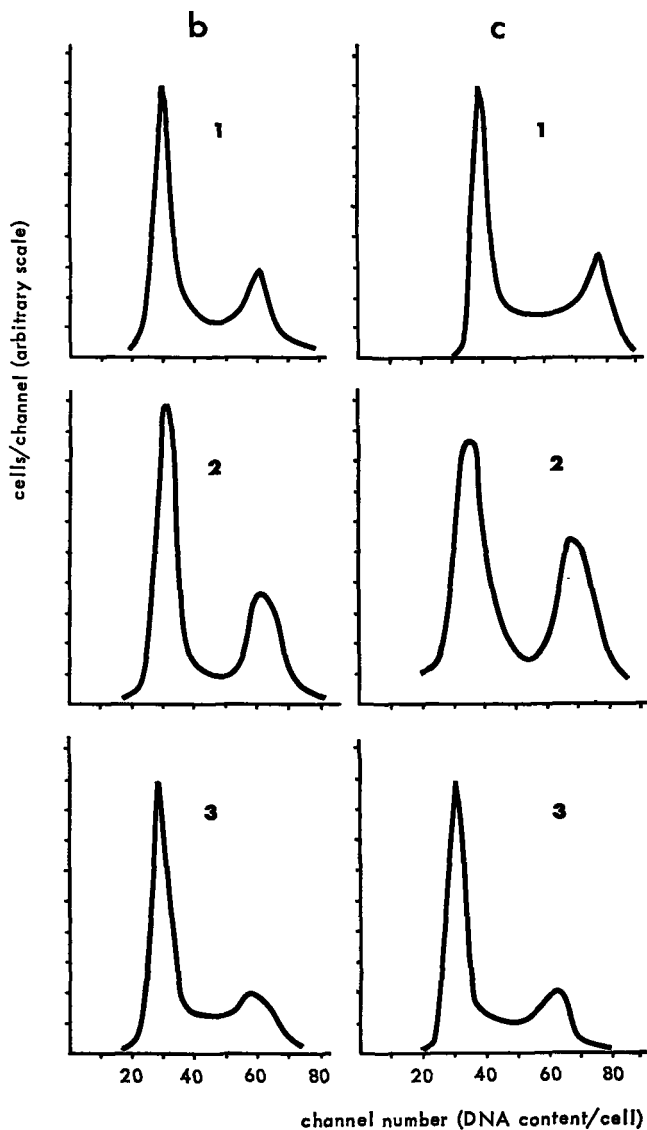 b c
1 1
cells/channel (arbitrary scale)
2 2
3 3
20 40 60 80 20 40 60 80
channel number (DNA content/cell)